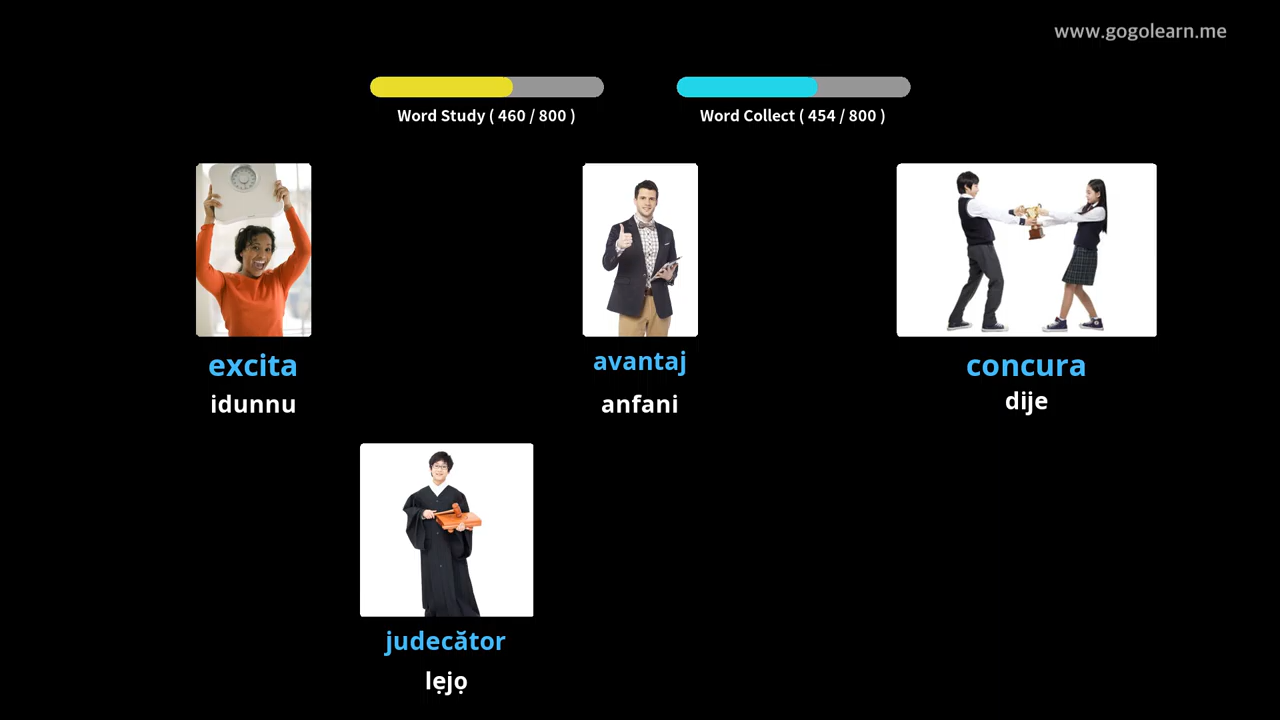 www.gogolearn.me
Word Study ( 460 / 800 )
Word Collect ( 454 / 800 )
excita
idunnu
avantaj
anfani
concura
dije
judecător
lẹjọ